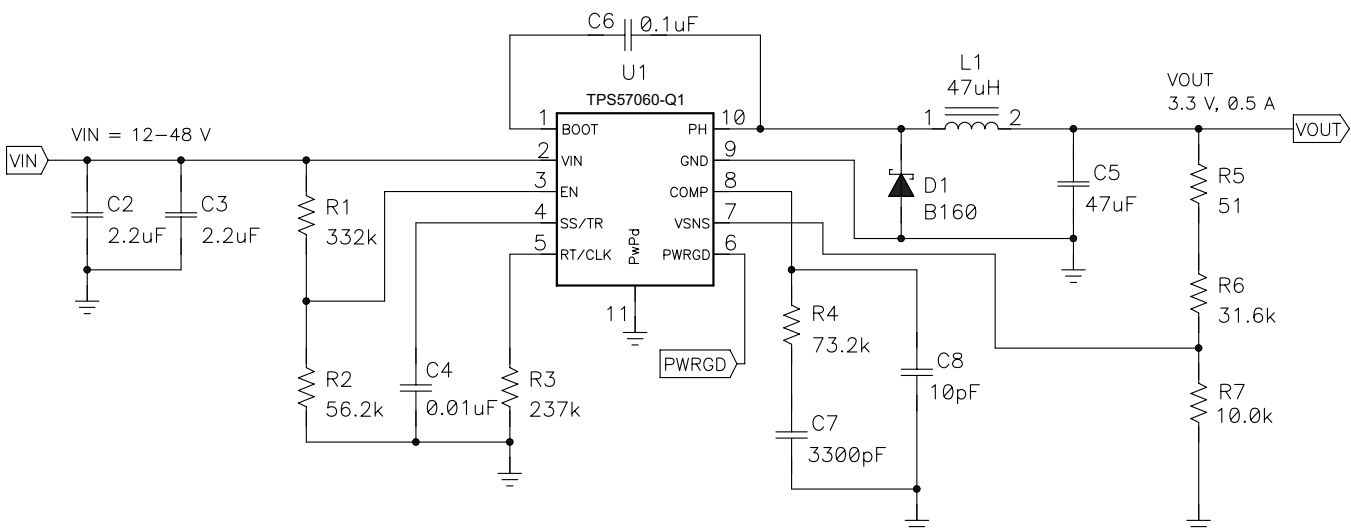 C6
0.1uF
U1
TPS57060-Q1
L1
47uH
VOUT
3.3 V, 0.5 A
VIN = 12-48 V
1
BOOT
PH
10
1
2
VOUT
VIN
2
VIN
GND
9
3
EN
COMP
8
D1
B160
C5
47uF
R5
51
C2
2.2uF
C3
2.2uF
R1
332k
4
SS/TR
VSNS
7
5
RT/CLK
PwPd
PWRGD
6
R6
31.6k
11
R4
73.2k
PWRGD
C8
10pF
R2
56.2k
C4
0.01uF
R3
237k
R7
10.0k
C7
3300pF